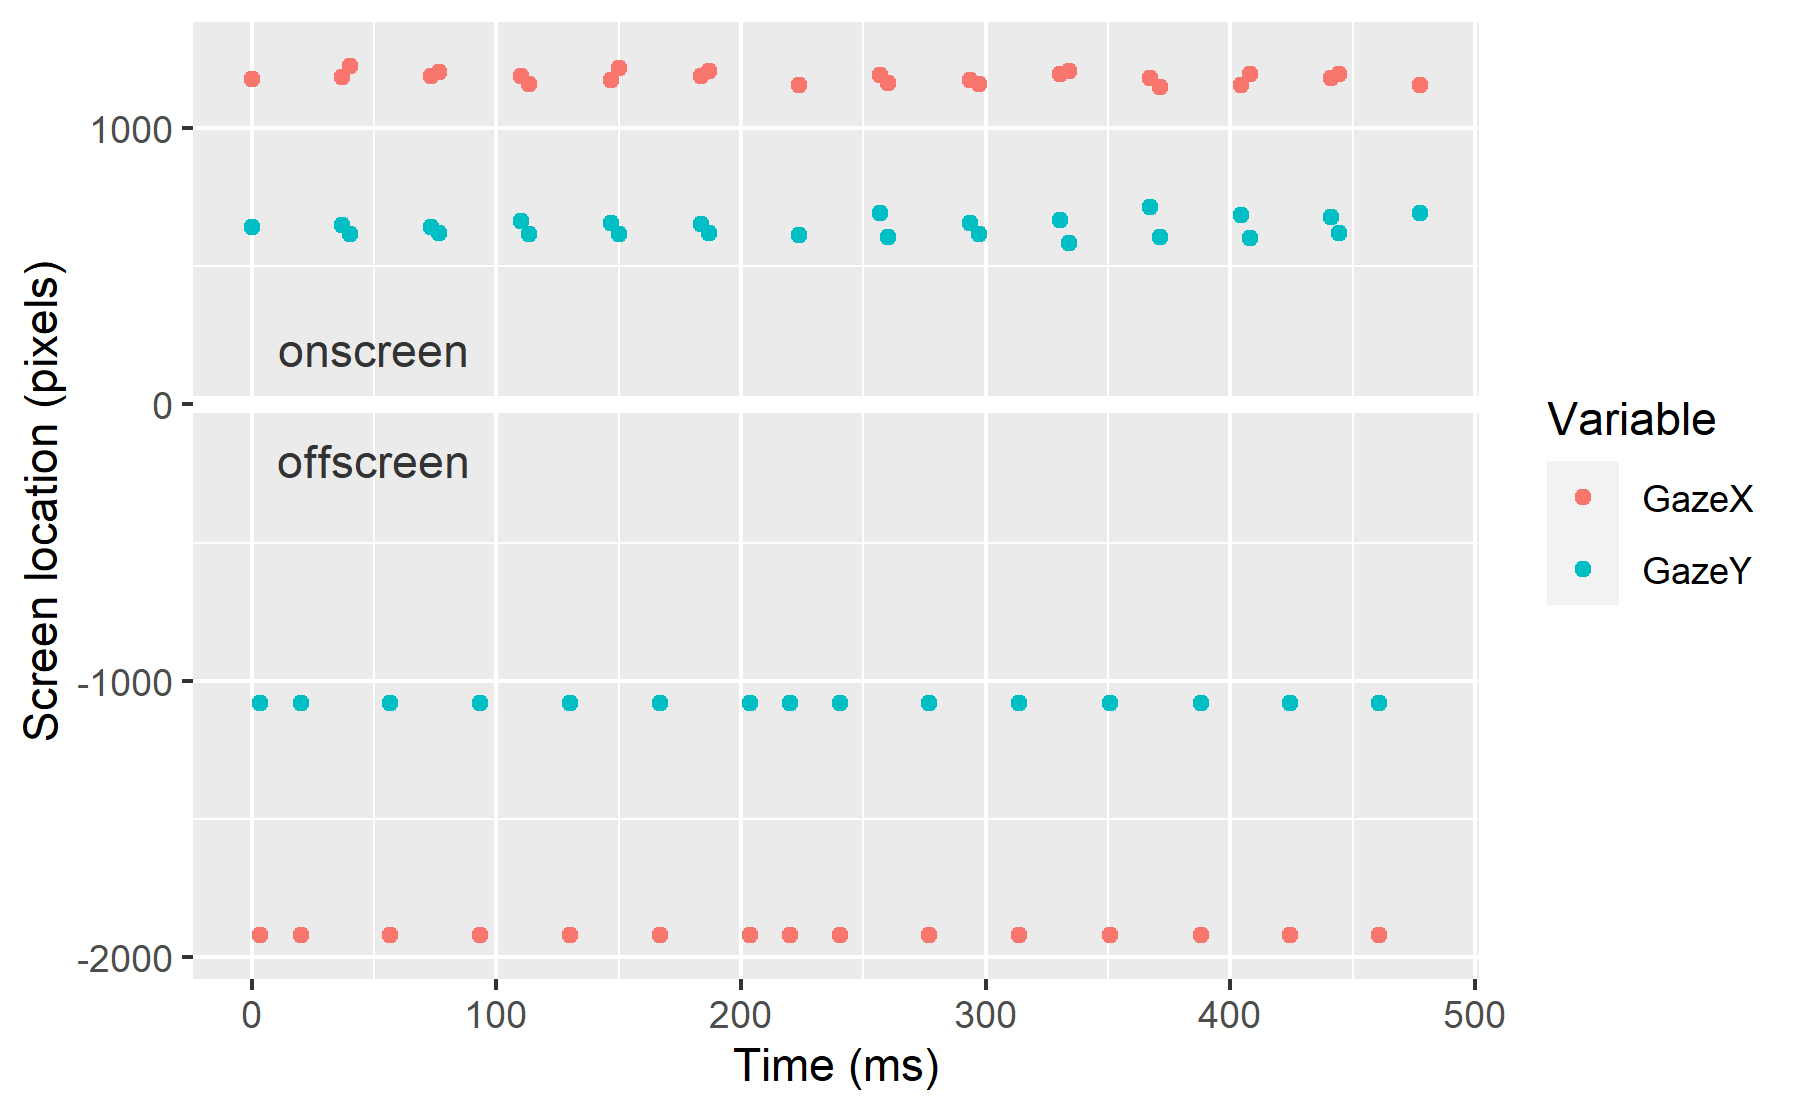 Screen location (pixels)
1000
0
-1000
-2000
onscreen
offscreen
0 100 200 300 400 500
Time (ms)
Variable
GazeX
GazeY